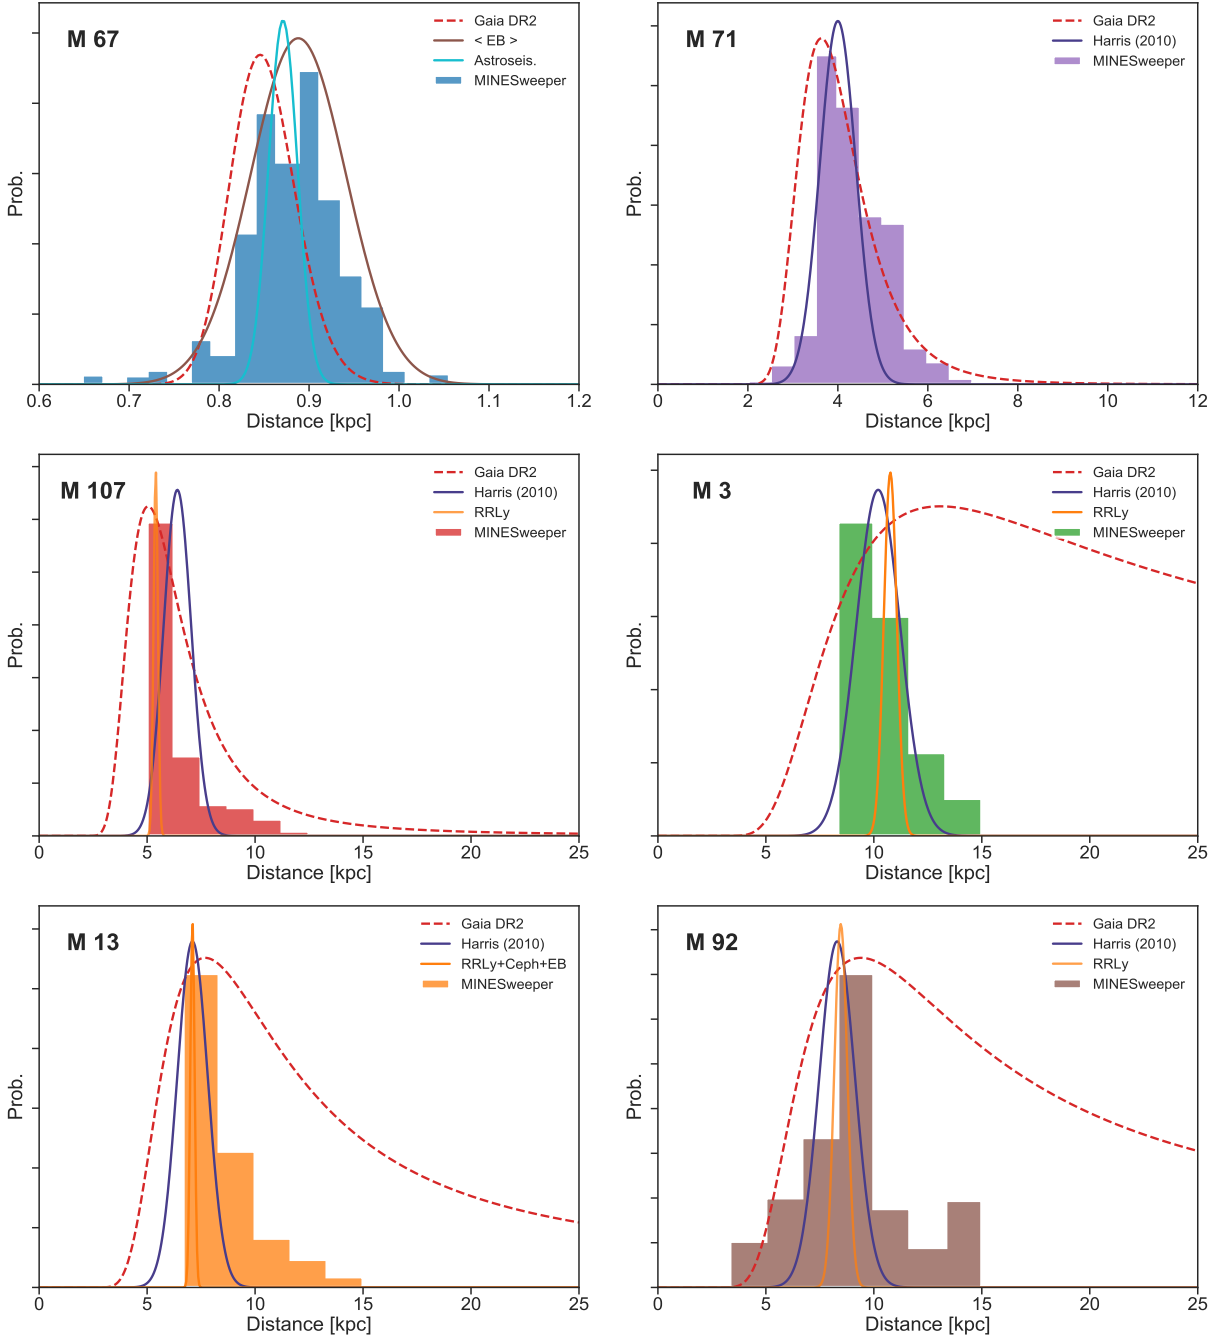 M 67
Gaia DR2
< EB >
Astroseis.
MINESweeper
Prob.
0.6 0.7 0.8 0.9 1.0 1.1 1.2
Distance [kpc]
M 71
Gaia DR2
Harris (2010)
MINESweeper
Prob.
0 2 4 6 8 10 12
Distance [kpc]
M 107
Gaia DR2
Harris (2010)
RRLy
MINESweeper
Prob.
0 5 10 15 20 25
Distance [kpc]
M 3
Gaia DR2
Harris (2010)
RRLy
MINESweeper
Prob.
0 5 10 15 20 25
Distance [kpc]
M 13
Gaia DR2
Harris (2010)
RRLy+Ceph+EB
MINESweeper
Prob.
0 5 10 15 20 25
Distance [kpc]
M 92
Gaia DR2
Harris (2010)
RRLy
MINESweeper
Prob.
0 5 10 15 20 25
Distance [kpc]